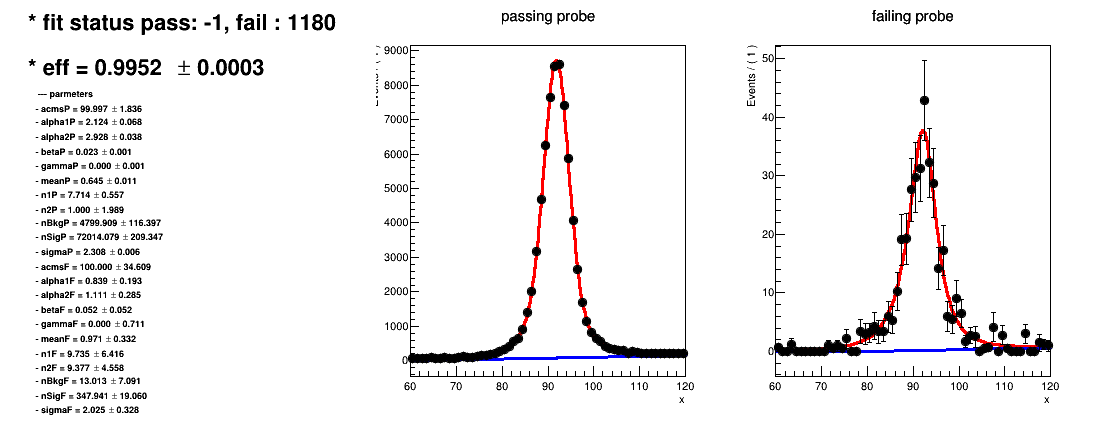 * fit status pass: -1, fail : 1180
* eff = 0.9952 ± 0.0003
--- parmeters
- acmsP = 99.997 ± 1.836
- alpha1P = 2.124 ± 0.068
- alpha2P = 2.928 ± 0.038
- betaP = 0.023 ± 0.001
- gammaP = 0.000 ± 0.001
- meanP = 0.645 ± 0.011
- n1P = 7.714 ± 0.557
- n2P = 1.000 ± 1.989
- nBkgP = 4799.909 ± 116.397
- nSigP = 72014.079 ± 209.347
- sigmaP = 2.308 ± 0.006
- acmsF = 100.000 ± 34.609
- alpha1F = 0.839 ± 0.193
- alpha2F = 1.111 ± 0.285
- betaF = 0.052 ± 0.052
- gammaF = 0.000 ± 0.711
- meanF = 0.971 ± 0.332
- n1F = 9.735 ± 6.416
- n2F = 9.377 ± 4.558
- nBkgF = 13.013 ± 7.091
- nSigF = 347.941 ± 19.060
- sigmaF = 2.025 ± 0.328
passing probe
9000
8000
7000
6000
5000
4000
3000
2000
1000
0
60 70 80 90 100 110 120
x
failing probe
Events / ( 1 )
50
40
30
20
10
0
60 70 80 90 100 110 120
x